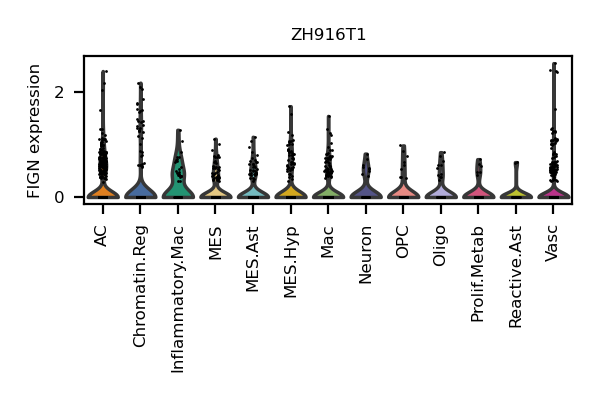 ZH916T1
FIGN expression
2
0
AC
Chromatin.Reg
Inflammatory.Mac
MES
MES.Ast
MES.Hyp
Mac
Neuron
OPC
Oligo
Prolif.Metab
Reactive.Ast
Vasc